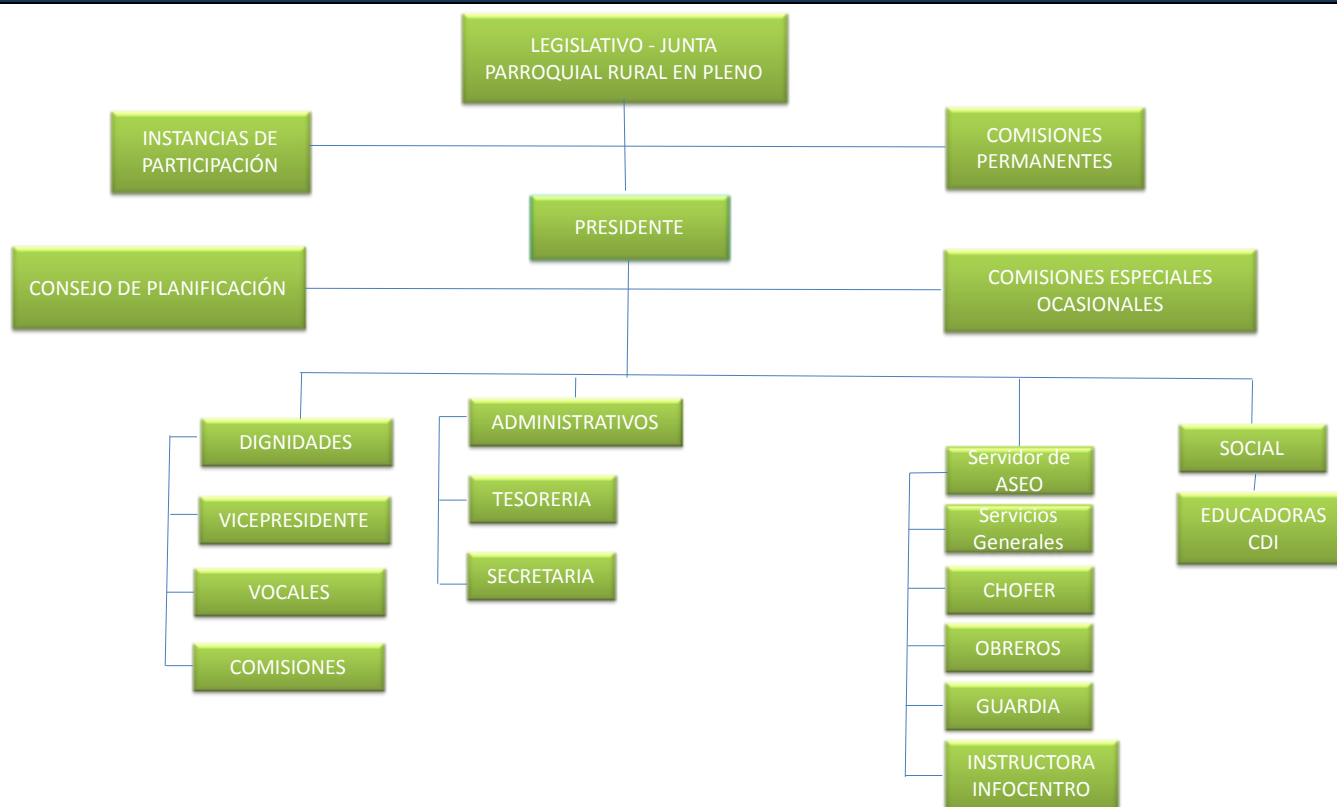 LEGISLATIVO - JUNTA
PARROQUIAL RURAL EN PLENO
INSTANCIAS DE
PARTICIPACIÓN
COMISIONES
PERMANENTES
PRESIDENTE
CONSEJO DE PLANIFICACIÓN
COMISIONES ESPECIALES
OCASIONALES
DIGNIDADES
VICEPRESIDENTE
VOCALES
COMISIONES
ADMINISTRATIVOS
TESORERIA
SECRETARIA
Servidor de
ASEO
Servicios
Generales
CHOFER
OBREROS
GUARDIA
INSTRUCTORA
INFOCENTRO
SOCIAL
EDUCADORAS
CDI